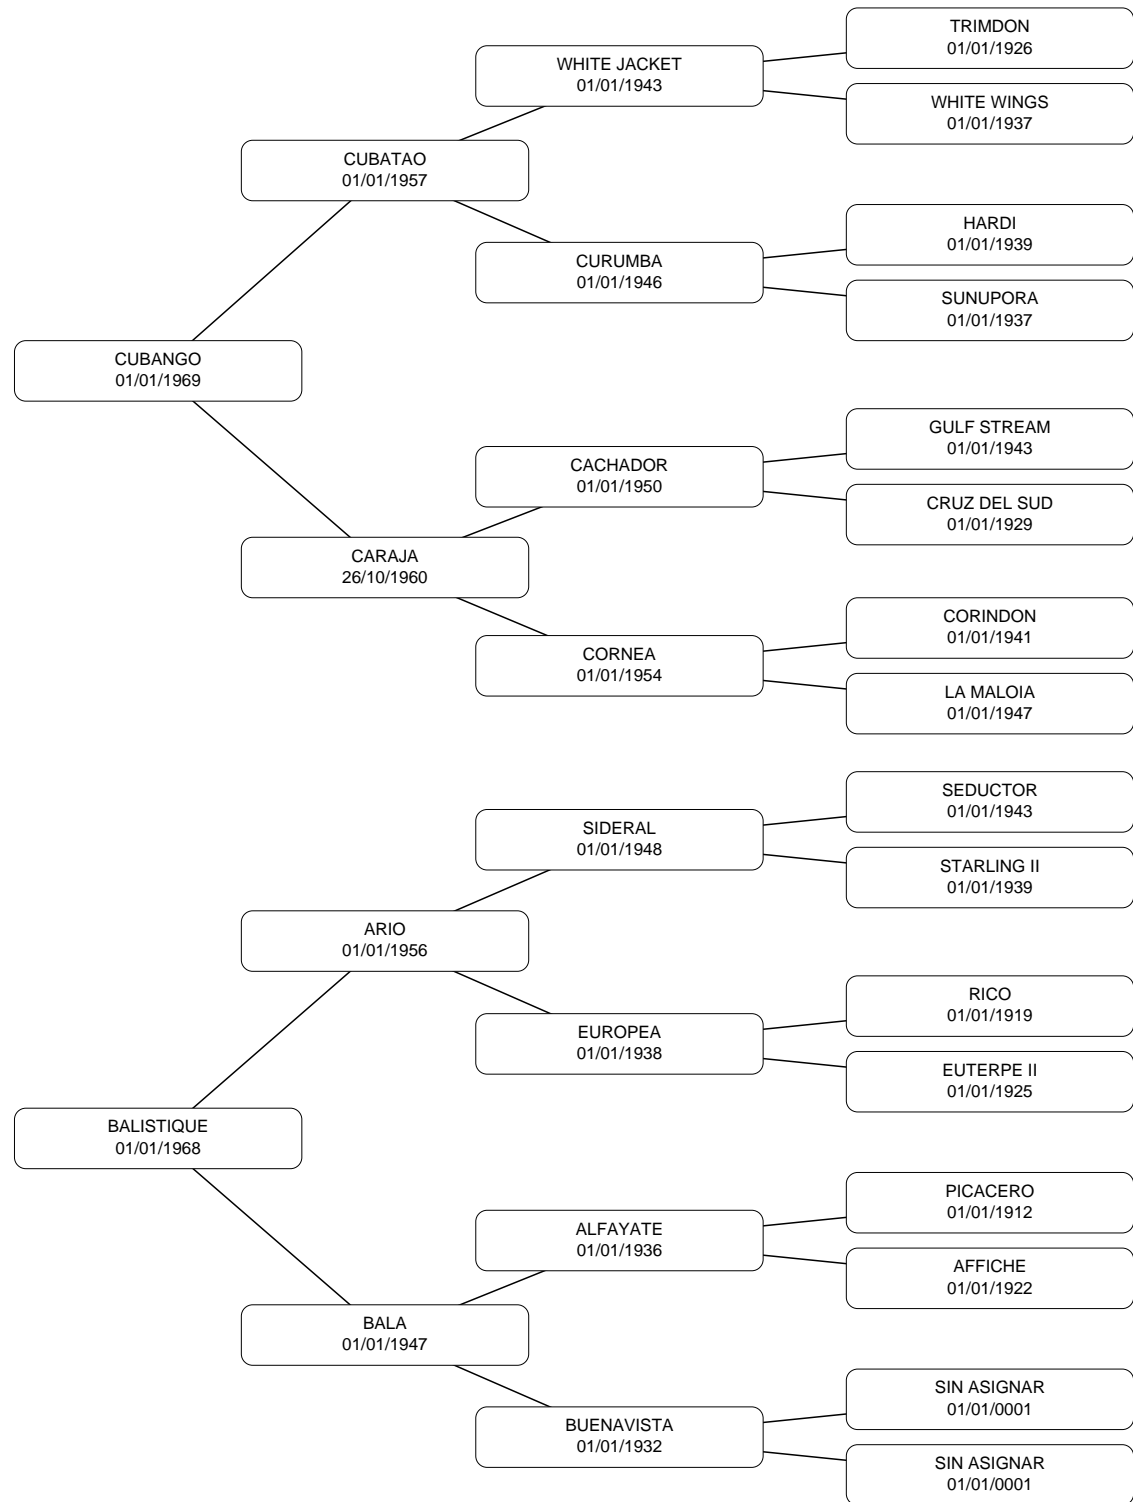 TRIMDON
01/01/1926
WHITE JACKET
01/01/1943
WHITE WINGS
01/01/1937
CUBATAO
01/01/1957
HARDI
01/01/1939
CURUMBA
01/01/1946
SUNUPORA
01/01/1937
CUBANGO
01/01/1969
GULF STREAM
01/01/1943
CACHADOR
01/01/1950
CRUZ DEL SUD
01/01/1929
CARAJA
26/10/1960
CORINDON
01/01/1941
CORNEA
01/01/1954
LA MALOIA
01/01/1947
SEDUCTOR
01/01/1943
SIDERAL
01/01/1948
STARLING II
01/01/1939
ARIO
01/01/1956
RICO
01/01/1919
EUROPEA
01/01/1938
EUTERPE II
01/01/1925
BALISTIQUE
01/01/1968
PICACERO
01/01/1912
ALFAYATE
01/01/1936
AFFICHE
01/01/1922
BALA
01/01/1947
SIN ASIGNAR
01/01/0001
BUENAVISTA
01/01/1932
SIN ASIGNAR
01/01/0001